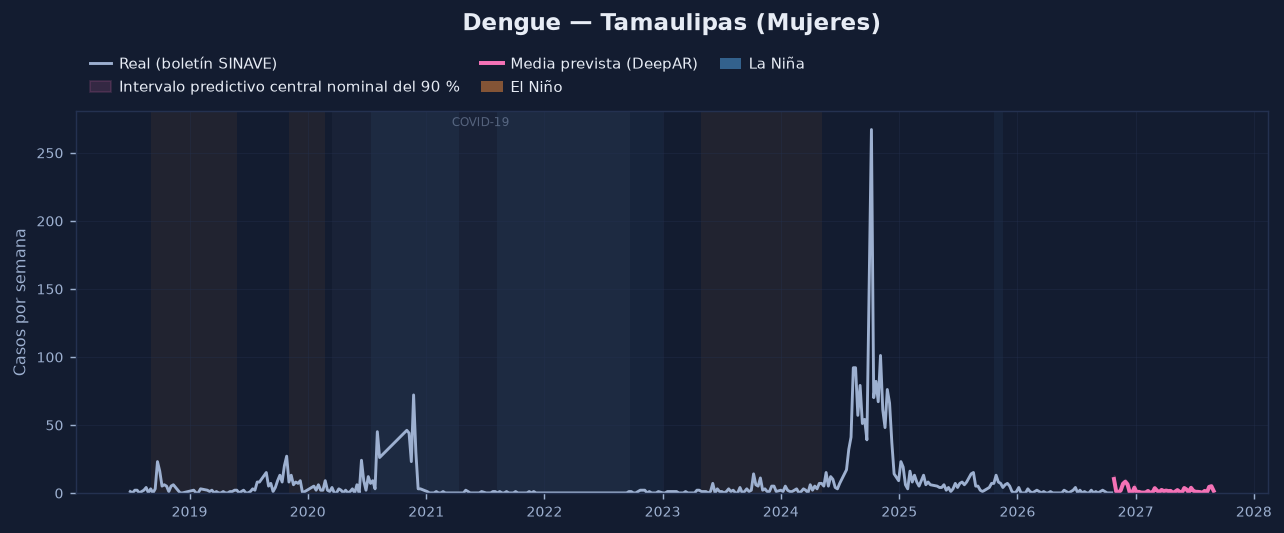 Dengue — Tamaulipas (Mujeres)
Real (boletín SINAVE)
Intervalo predictivo central nominal del 90 %
Media prevista (DeepAR)
El Niño
La Niña
COVID-19
Casos por semana
250
200
150
100
50
0
2019 2020 2021 2022 2023 2024 2025 2026 2027 2028